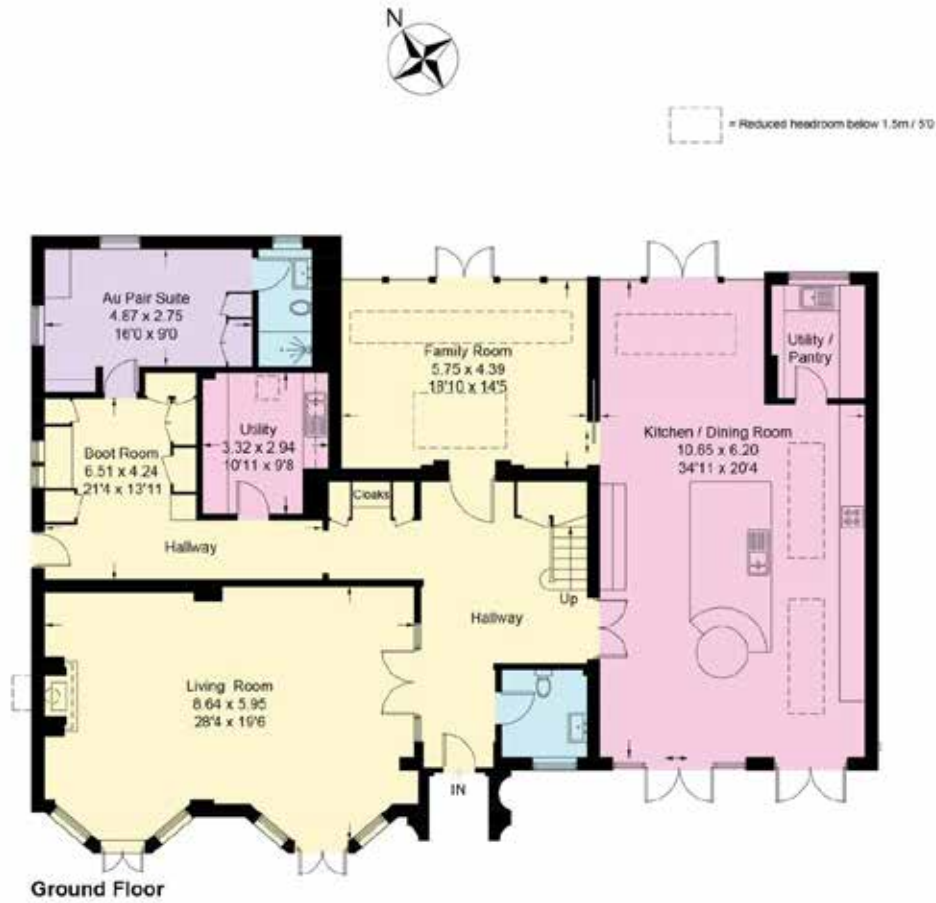 N
= Reduced headroom below 1.5m / 5'0
Au Pair Suite
4.87 x 2.75
16'0 x 9'0
Family Room
5.75 x 4.39
18'10 x 14'5
Utility /
Pantry
Utility
3.32 x 2.94
10'11 x 9'8
Boot Room
6.51 x 4.24
21'4 x 13'11
Kitchen / Dining Room
10.65 x 6.20
34'11 x 20'4
Cloaks
Hallway
Up
Hallway
Living Room
8.64 x 5.95
28'4 x 19'6
IN
Ground Floor